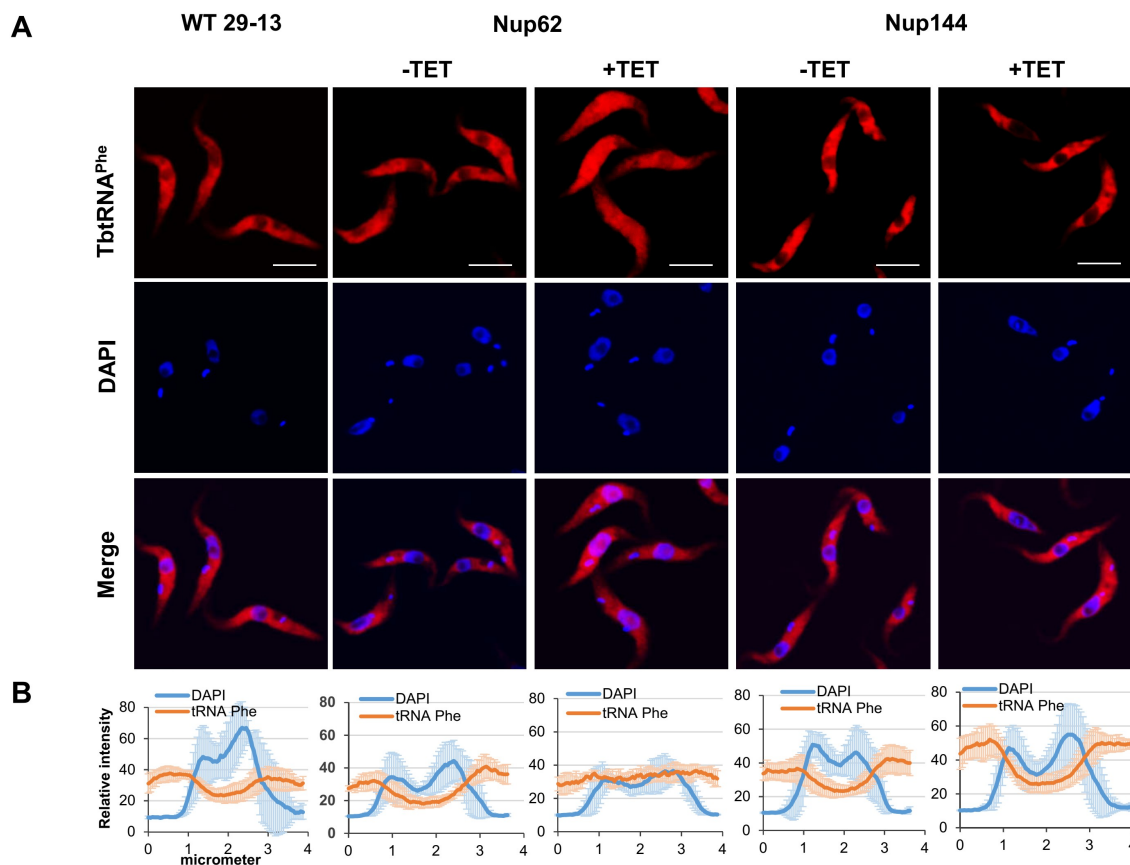 A
WT 29-13
Nup62
Nup144
-TET
+TET
-TET
+TET
TbtRNAPhe
DAPI
Merge
B
Relative intensity
80
60
40
20
0
DAPI
tRNA Phe
0 1 2 3 4
micrometer
80
60
40
20
0
DAPI
tRNA Phe
0 1 2 3 4
80
60
40
20
0
DAPI
tRNA Phe
0 1 2 3 4
80
60
40
20
0
DAPI
tRNA Phe
0 1 2 3 4
80
60
40
20
0
DAPI
tRNA Phe
0 1 2 3 4